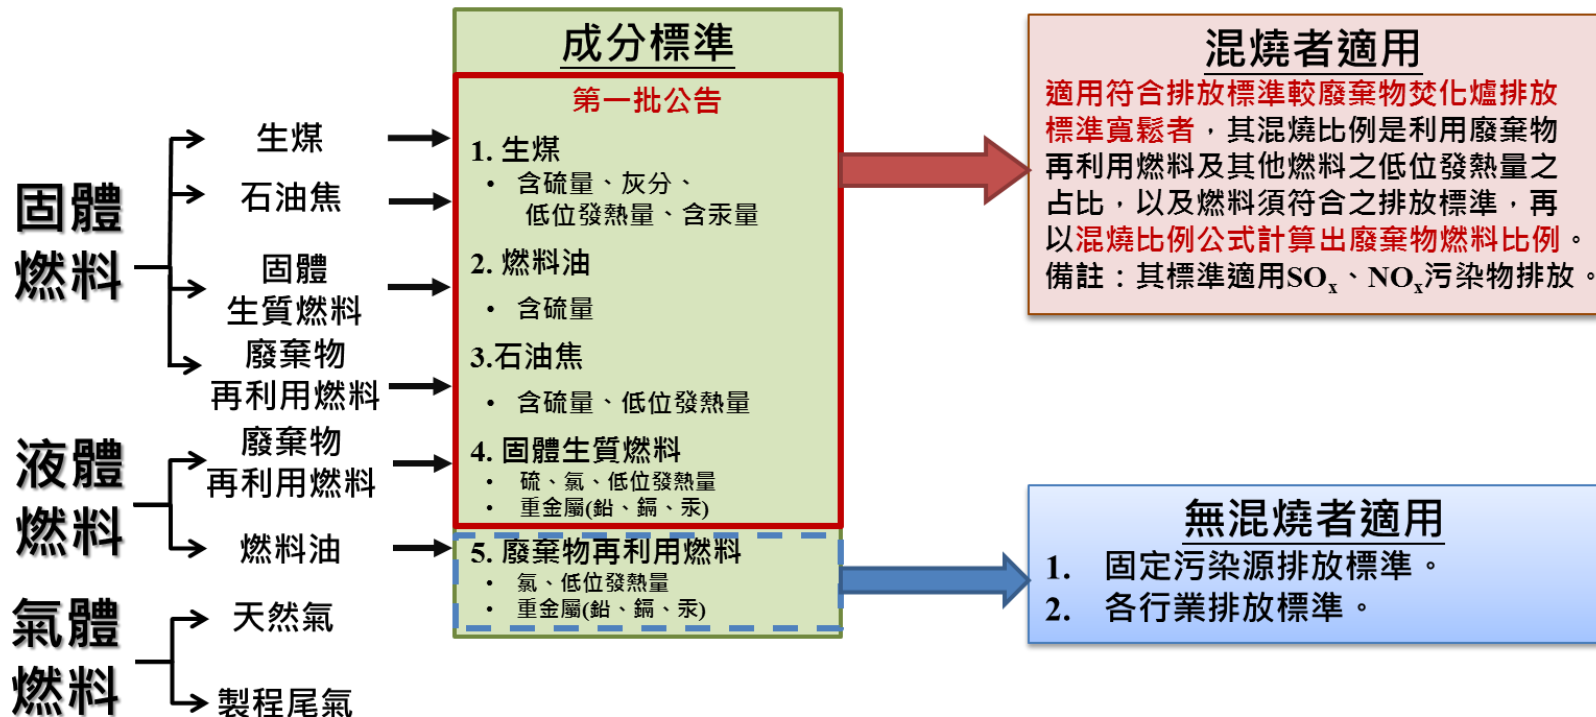 固體
燃料
生煤
石油焦
固體
生質燃料
廢棄物
再利用燃料
液體
燃料
廢棄物
再利用燃料
燃料油
氣體
燃料
天然氣
製程尾氣
成分標準
第一批公告
1. 生煤
• 含硫量、灰分、
低位發熱量、含汞量
2. 燃料油
• 含硫量
3.石油焦
• 含硫量、低位發熱量
4. 固體生質燃料
• 硫、氯、低位發熱量
• 重金屬(鉛、鎘、汞)
5. 廢棄物再利用燃料
• 氯、低位發熱量
• 重金屬(鉛、鎘、汞)
混燒者適用
適用符合排放標準較廢棄物焚化爐排放
標準寬鬆者，其混燒比例是利用廢棄物
再利用燃料及其他燃料之低位發熱量之
占比，以及燃料須符合之排放標準，再
以混燒比例公式計算出廢棄物燃料比例。
備註：其標準適用SOx、NOx污染物排放。
無混燒者適用
1. 固定污染源排放標準。
2. 各行業排放標準。